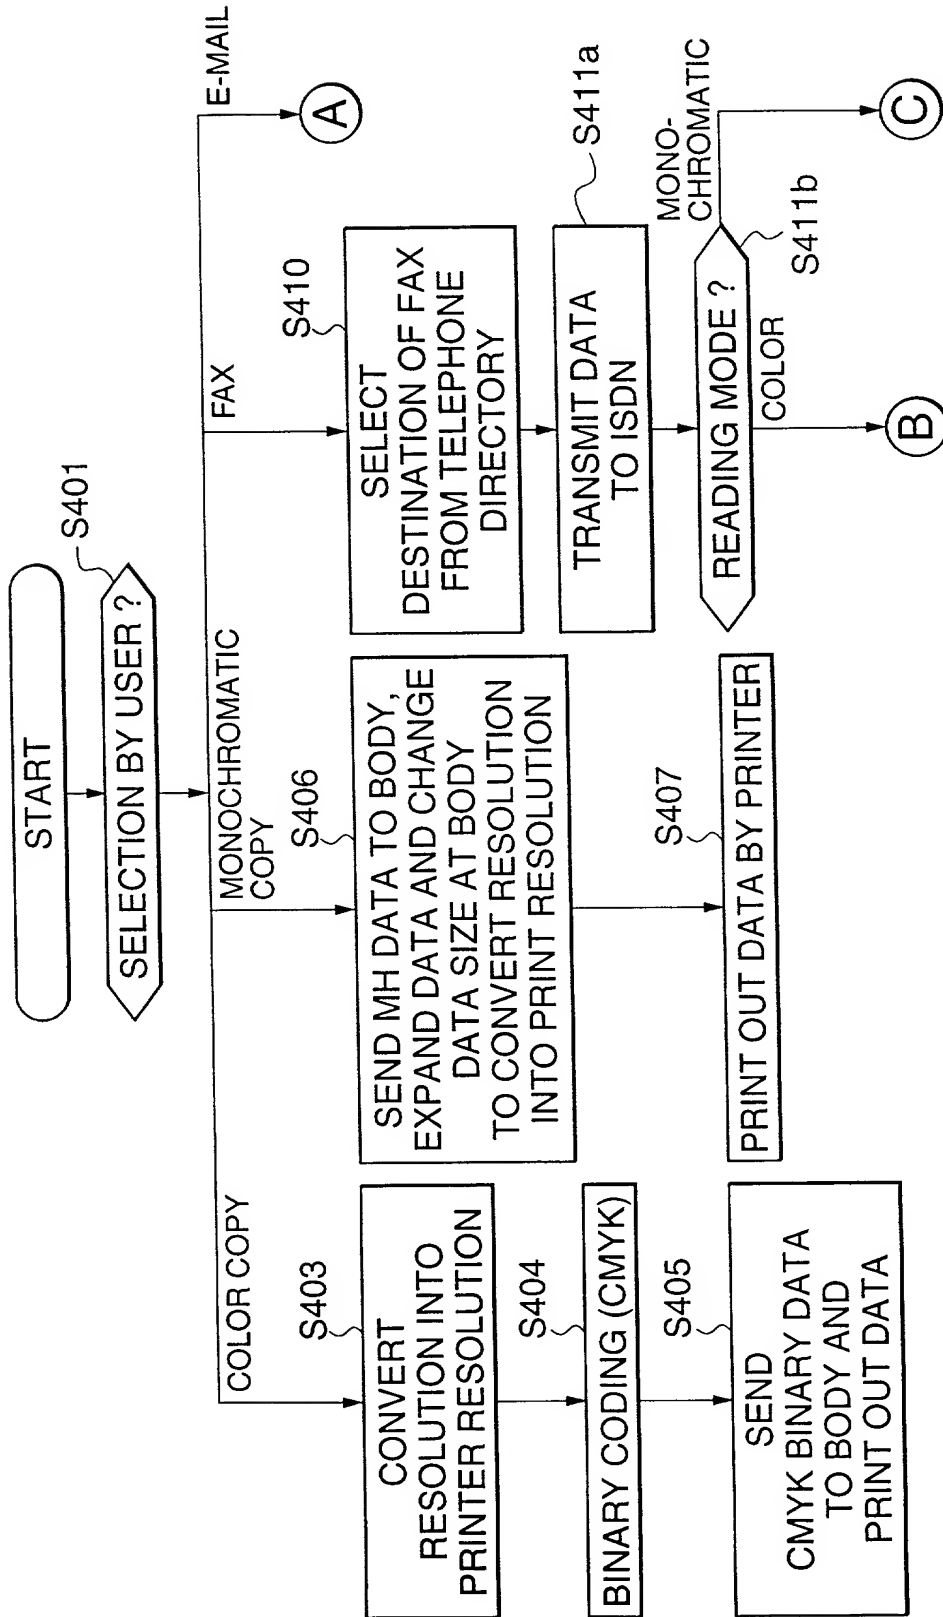 START
SELECTION BY USER ?
S401
COLOR COPY
MONOCHROMATIC
COPY
FAX
E-MAIL
S403
CONVERT
RESOLUTION INTO
PRINTER RESOLUTION
S404
BINARY CODING (CMYK)
S405
SEND
CMYK BINARY DATA
TO BODY AND
PRINT OUT DATA
S406
SEND MH DATA TO BODY,
EXPAND DATA AND CHANGE
DATA SIZE AT BODY
TO CONVERT RESOLUTION
INTO PRINT RESOLUTION
S407
PRINT OUT DATA BY PRINTER
S410
SELECT
DESTINATION OF FAX
FROM TELEPHONE
DIRECTORY
S411a
TRANSMIT DATA
TO ISDN
READING MODE ?
S411b
MONO-
CHROMATIC
COLOR
A
B
C